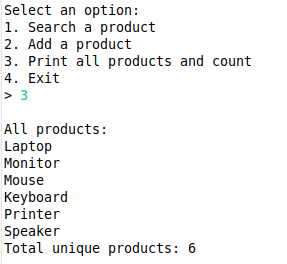 Select an option:
1. Search a product
2. Add a product
3. Print all products and count
4. Exit
> 3
All products:
Laptop
Monitor
Mouse
Keyboard
Printer
Speaker
Total unique products: 6